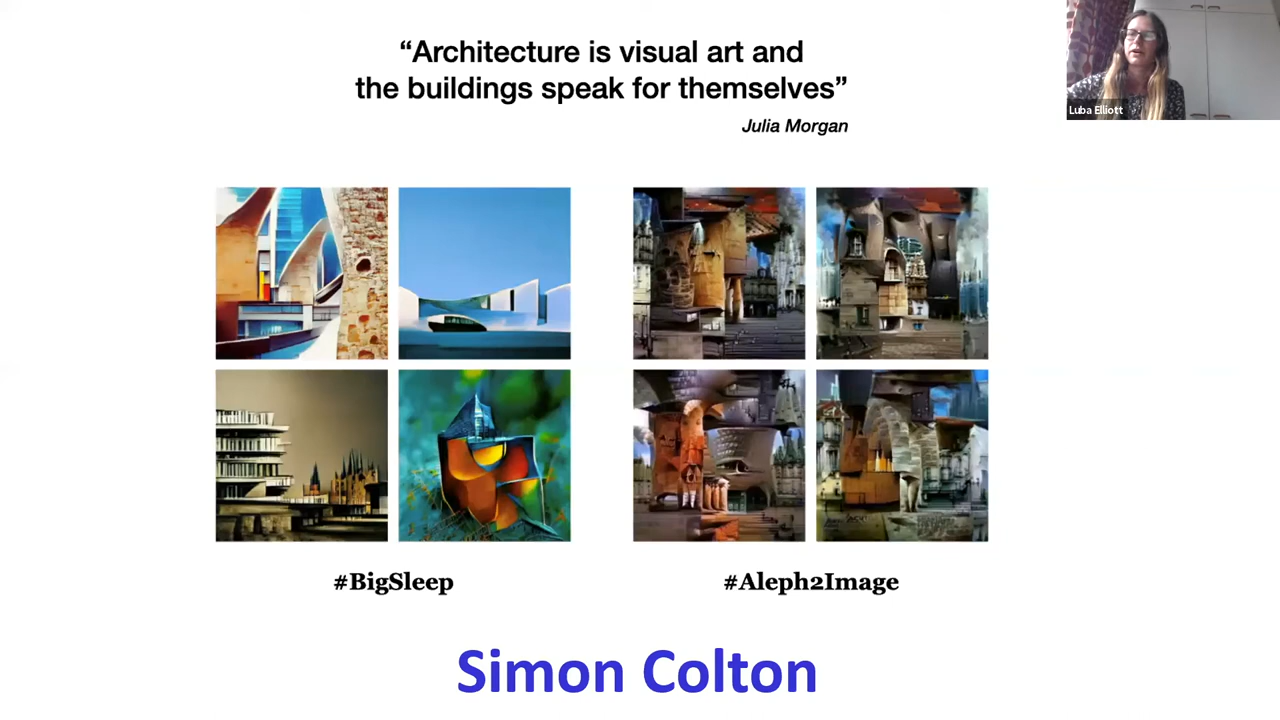 “Architecture is visual art and
the buildings speak for themselves”
Julia Morgan
Luba Elliott
#BigSleep
#Aleph2Image
Simon Colton